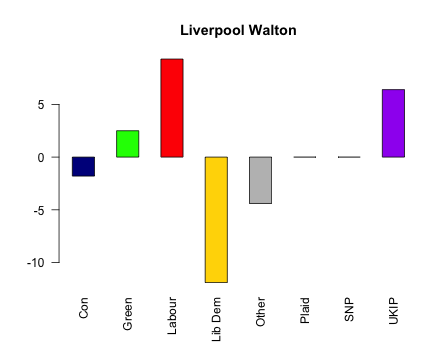 Liverpool Walton
5
0
-5
-10
Con
Green
Labour
Lib Dem
Other
Plaid
SNP
UKIP